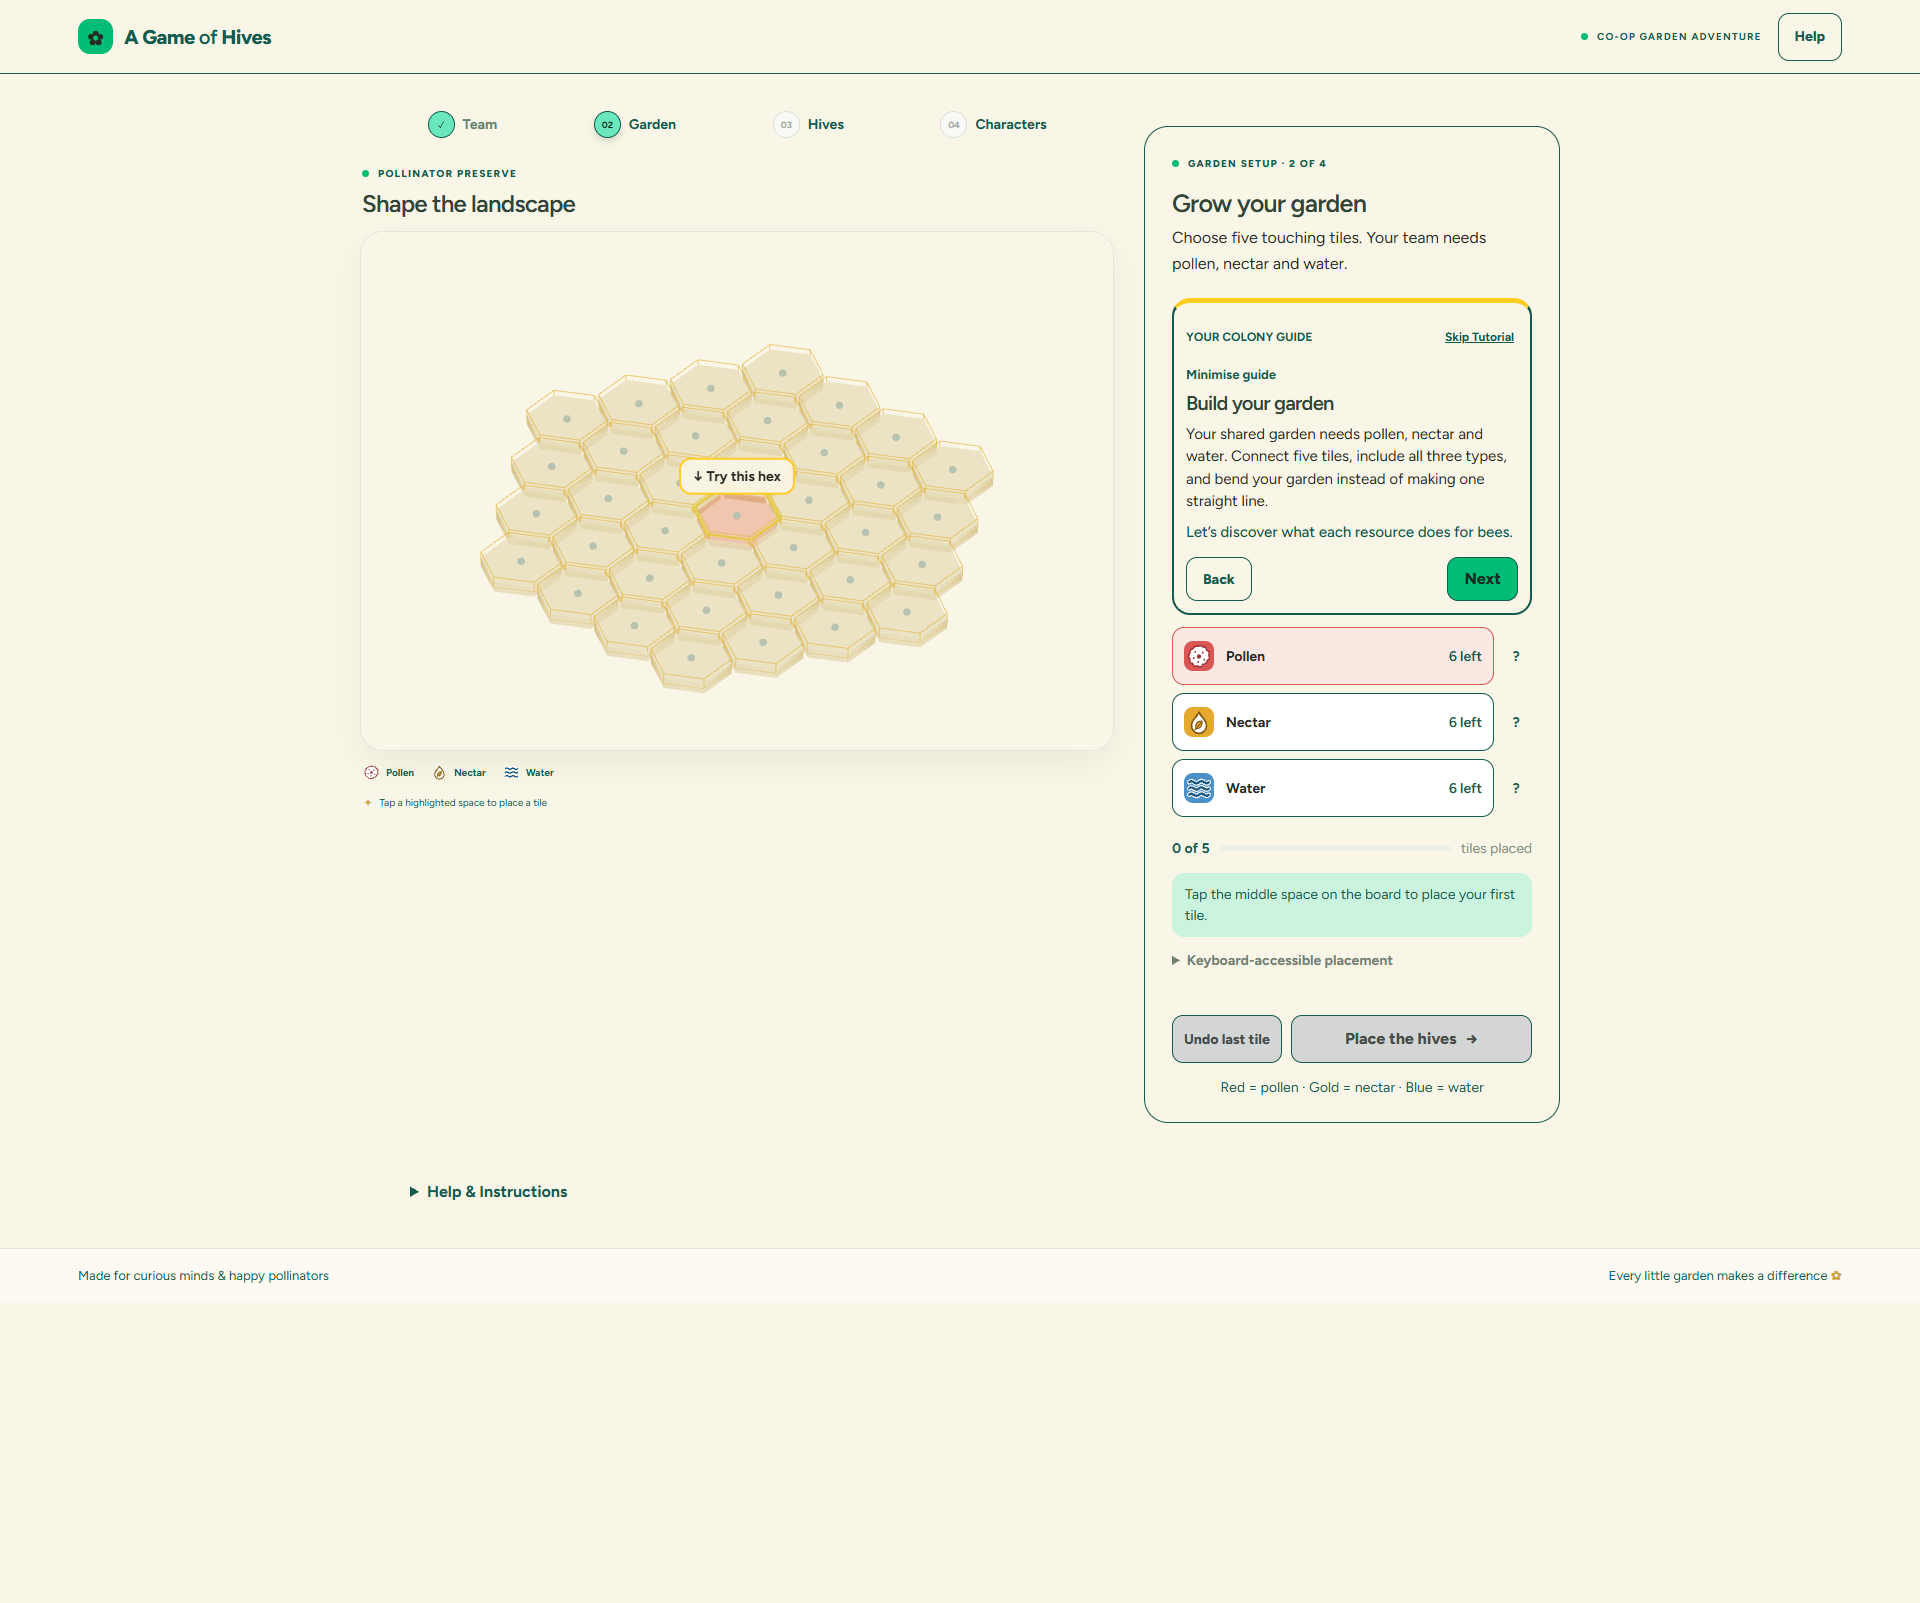 A Game of Hives
CO-OP GARDEN ADVENTURE
Help
✓ Team
02 Garden
03 Hives
04 Characters
POLLINATOR PRESERVE
Shape the landscape
↓ Try this hex
Pollen
Nectar
Water
Tap a highlighted space to place a tile
GARDEN SETUP · 2 OF 4
Grow your garden
Choose five touching tiles. Your team needs
pollen, nectar and water.
YOUR COLONY GUIDE
Skip Tutorial
Minimise guide
Build your garden
Your shared garden needs pollen, nectar and
water. Connect five tiles, include all three types,
and bend your garden instead of making one
straight line.
Let's discover what each resource does for bees.
Back
Next
Pollen 6 left ?
Nectar 6 left ?
Water 6 left ?
0 of 5 tiles placed
Tap the middle space on the board to place your first
tile.
Keyboard-accessible placement
Undo last tile
Place the hives →
Red = pollen · Gold = nectar · Blue = water
Help & Instructions
Made for curious minds & happy pollinators
Every little garden makes a difference